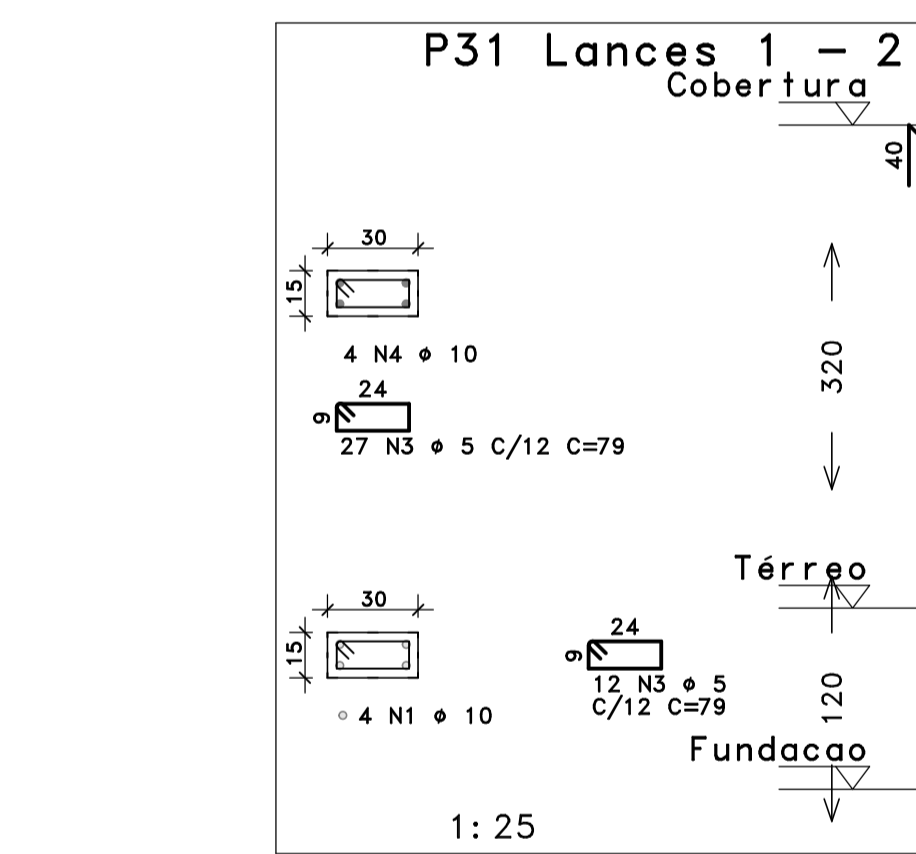 P31 Lances 1 - 2
Cobertura
40
30
15
4 N4 ϕ 10
320
24
9
27 N3 ϕ 5 C/12 C=79
Térreo
30
15
24
9
12 N3 ϕ 5
C/12 C=79
120
4 N1 ϕ 10
Fundacao
1:25